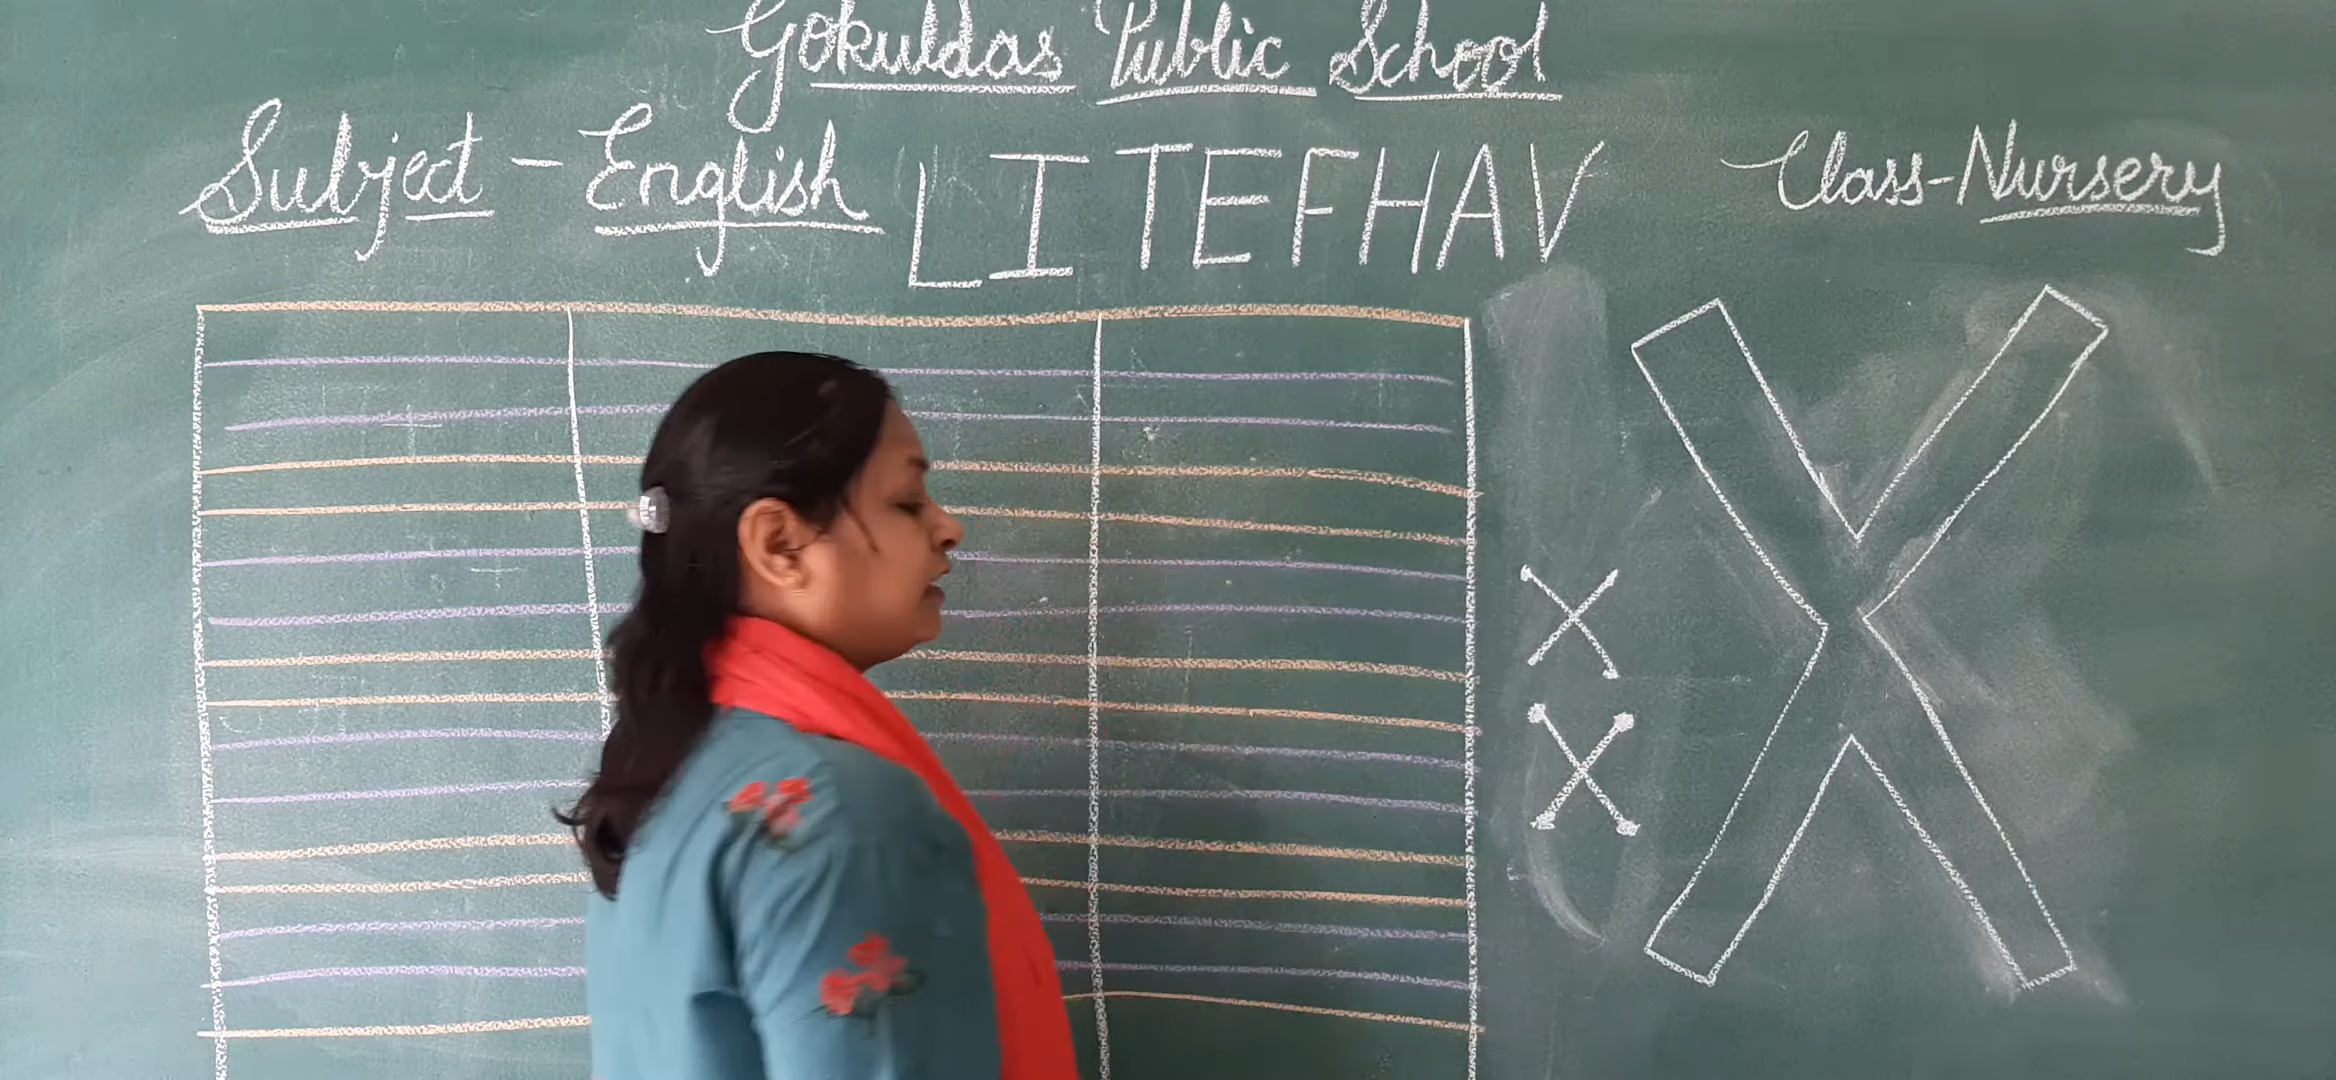 Gokuldas Public School
Subject - English LITEFHAV Class-Nursery
X
X
X